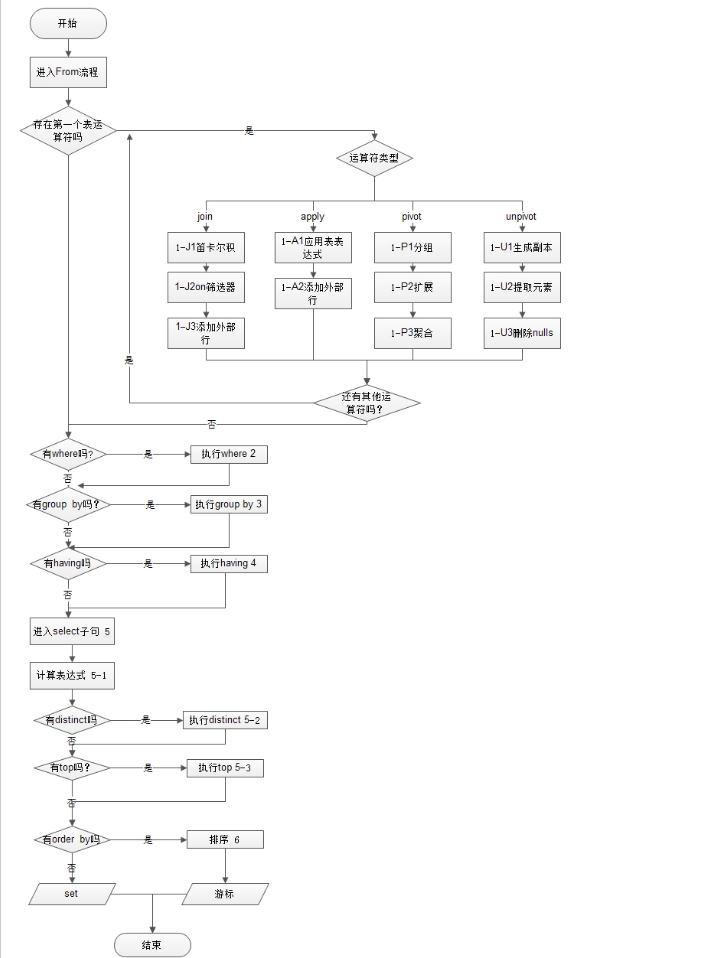 开始
进入From流程
存在第一个表运
算符吗
是
运算符类型
join
apply
pivot
unpivot
1-J1笛卡尔积
1-A1应用表表
达式
1-P1分组
1-U1生成副本
1-J2on筛选器
1-A2添加外部
行
1-P2扩展
1-U2提取元素
1-J3添加外部
行
1-P3聚合
1-U3删除nulls
是
还有其他运
算符吗?
否
有where吗?
是
执行where 2
否
有group by吗?
是
执行group by 3
否
有having吗
是
执行having 4
否
进入select子句 5
计算表达式 5-1
有distinct吗
是
执行distinct 5-2
否
有top吗?
是
执行top 5-3
否
有order by吗
是
排序 6
否
set
游标
结束